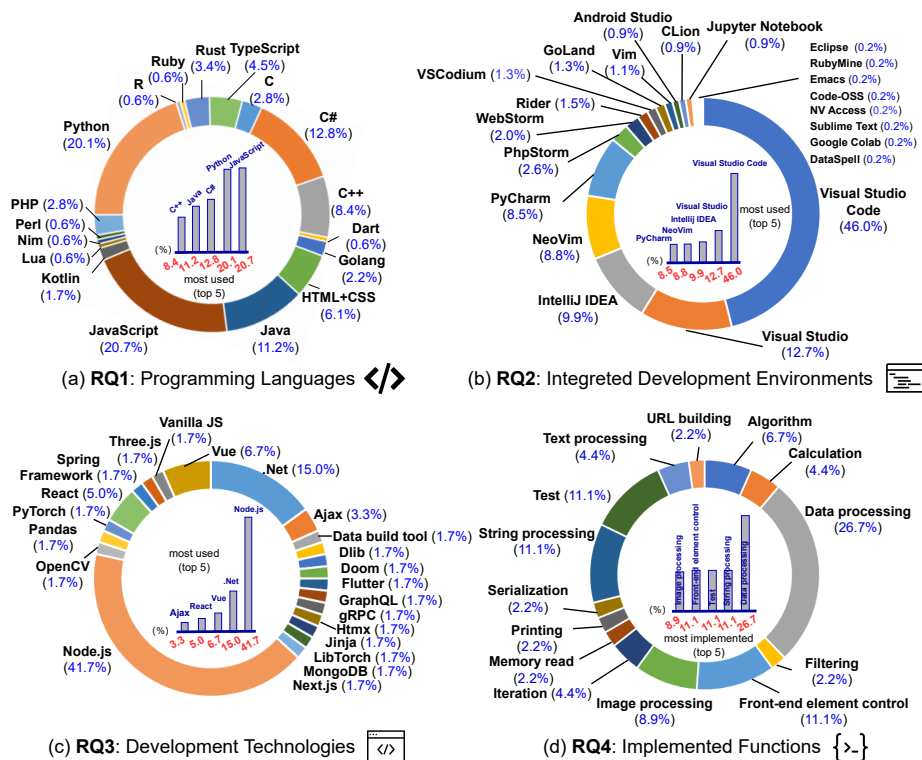 Ruby
(0.6%)
R
(0.6%)
Rust
(3.4%)
TypeScript
(4.5%)
C
(2.8%)
C#
(12.8%)
C++
(8.4%)
Dart
(0.6%)
Golang
(2.2%)
HTML+CSS
(6.1%)
Java
(11.2%)
JavaScript
(20.7%)
Kotlin
(1.7%)
Lua (0.6%)
Nim (0.6%)
Perl (0.6%)
PHP (2.8%)
Python
(20.1%)
C++
Java
C#
Python
JavaScript
(%)
8.4
11.2
12.8
20.1
20.7
most used
(top 5)
(a) RQ1: Programming Languages </>
Android Studio
(0.9%)
CLion
(0.9%)
Jupyter Notebook
(0.9%)
GoLand
(1.3%)
Vim
(1.1%)
VSCodium (1.3%)
Rider (1.5%)
WebStorm
(2.0%)
PhpStorm
(2.6%)
PyCharm
(8.5%)
NeoVim
(8.8%)
IntelliJ IDEA
(9.9%)
Visual Studio
(12.7%)
Visual Studio
Code
(46.0%)
Eclipse (0.2%)
RubyMine (0.2%)
Emacs (0.2%)
Code-OSS (0.2%)
NV Access (0.2%)
Sublime Text (0.2%)
Google Colab (0.2%)
DataSpell (0.2%)
Visual Studio Code
Visual Studio
Intellij IDEA
NeoVim
PyCharm
most used
(top 5)
(%)
8.5
8.8
9.9
12.7
46.0
(b) RQ2: Integreted Development Environments
Vanilla JS
(1.7%)
Three.js
(1.7%)
Vue (6.7%)
Spring
Framework (1.7%)
React (5.0%)
PyTorch (1.7%)
Pandas
(1.7%)
OpenCV
(1.7%)
Node.js
(41.7%)
.Net (15.0%)
Ajax (3.3%)
Data build tool (1.7%)
Dlib (1.7%)
Doom (1.7%)
Flutter (1.7%)
GraphQL (1.7%)
gRPC (1.7%)
Htmx (1.7%)
Jinja (1.7%)
LibTorch (1.7%)
MongoDB (1.7%)
Next.js (1.7%)
Node.js
.Net
Vue
React
Ajax
most used
(top 5)
(%)
3.3
5.0
6.7
15.0
41.7
(c) RQ3: Development Technologies </>
URL building
(2.2%)
Text processing
(4.4%)
Test (11.1%)
String processing
(11.1%)
Serialization
(2.2%)
Printing
(2.2%)
Memory read
(2.2%)
Iteration (4.4%)
Image processing
(8.9%)
Front-end element control
(11.1%)
Filtering
(2.2%)
Data processing
(26.7%)
Calculation
(4.4%)
Algorithm
(6.7%)
Image processing
Front-end element control
Test
String processing
Data processing
(%)
8.9
11.1
11.1
11.1
26.7
most implemented
(top 5)
(d) RQ4: Implemented Functions {>_}